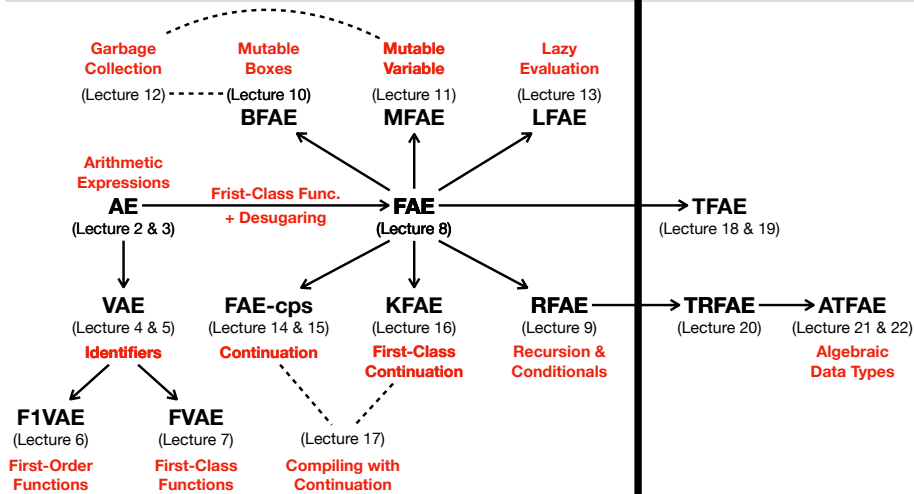 Garbage
Collection
(Lecture 12)
Mutable
Boxes
(Lecture 10)
BFAE
Mutable
Variable
(Lecture 11)
MFAE
Lazy
Evaluation
(Lecture 13)
LFAE
Arithmetic
Expressions
AE
(Lecture 2 & 3)
Frist-Class Func.
+ Desugaring
FAE
(Lecture 8)
TFAE
(Lecture 18 & 19)
VAE
(Lecture 4 & 5)
Identifiers
FAE-cps
(Lecture 14 & 15)
Continuation
KFAE
(Lecture 16)
First-Class
Continuation
RFAE
(Lecture 9)
Recursion &
Conditionals
TRFAE
(Lecture 20)
ATFAE
(Lecture 21 & 22)
Algebraic
Data Types
F1VAE
(Lecture 6)
First-Order
Functions
FVAE
(Lecture 7)
First-Class
Functions
(Lecture 17)
Compiling with
Continuation